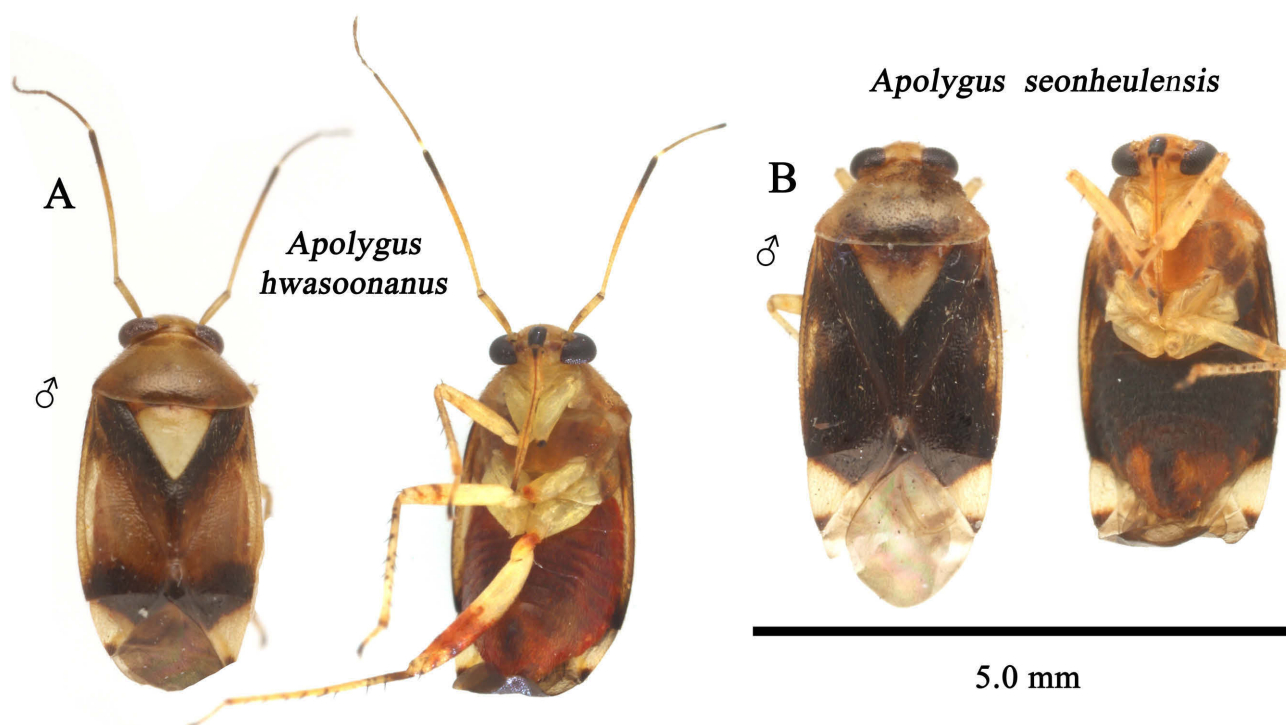 A
♂
Apolygus
hwasoonanus
Apolygus seonheulensis
B
♂
5.0 mm